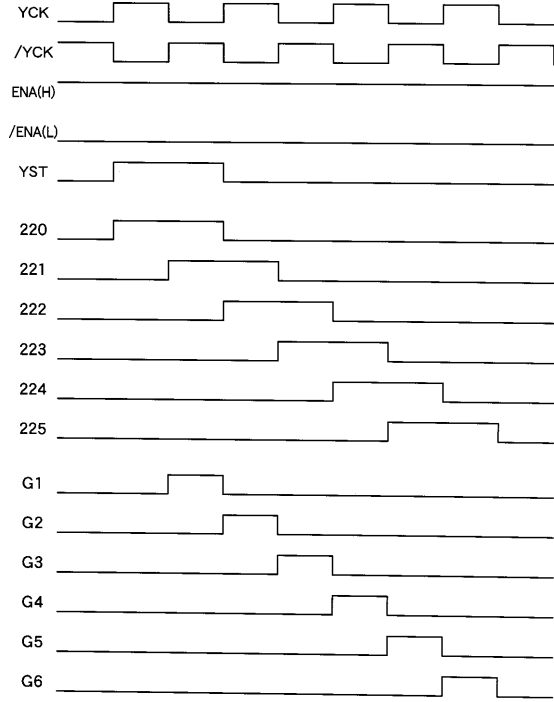 YCK
/YCK
ENA(H)
/ENA(L)
YST
220
221
222
223
224
225
G1
G2
G3
G4
G5
G6